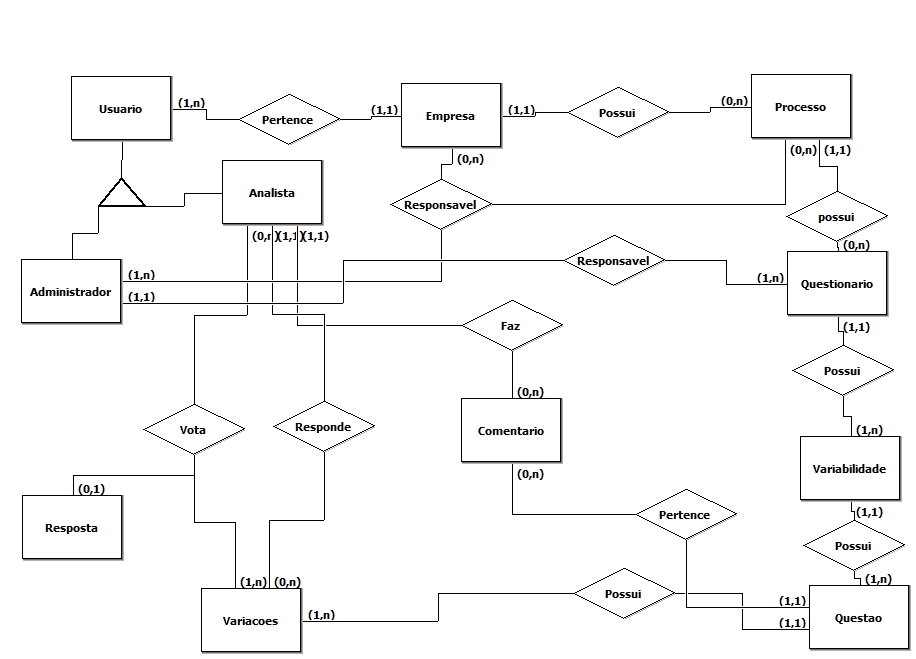 Usuario
(1,n)
Pertence
(1,1)
Empresa
(1,1)
Possui
(0,n)
Processo
(0,n)
(0,n)
(1,1)
Analista
Responsavel
possui
(0,n)
(1,1)
(1,1)
(0,n)
Administrador
(1,n)
(1,1)
Responsavel
(1,n)
Questionario
(1,1)
Faz
Possui
(0,n)
Vota
Responde
Comentario
(1,n)
Variabilidade
(0,n)
(0,1)
Resposta
Pertence
(1,1)
Possui
(1,n)
(0,n)
(1,n)
Variacoes
(1,n)
Possui
(1,1)
(1,1)
Questao